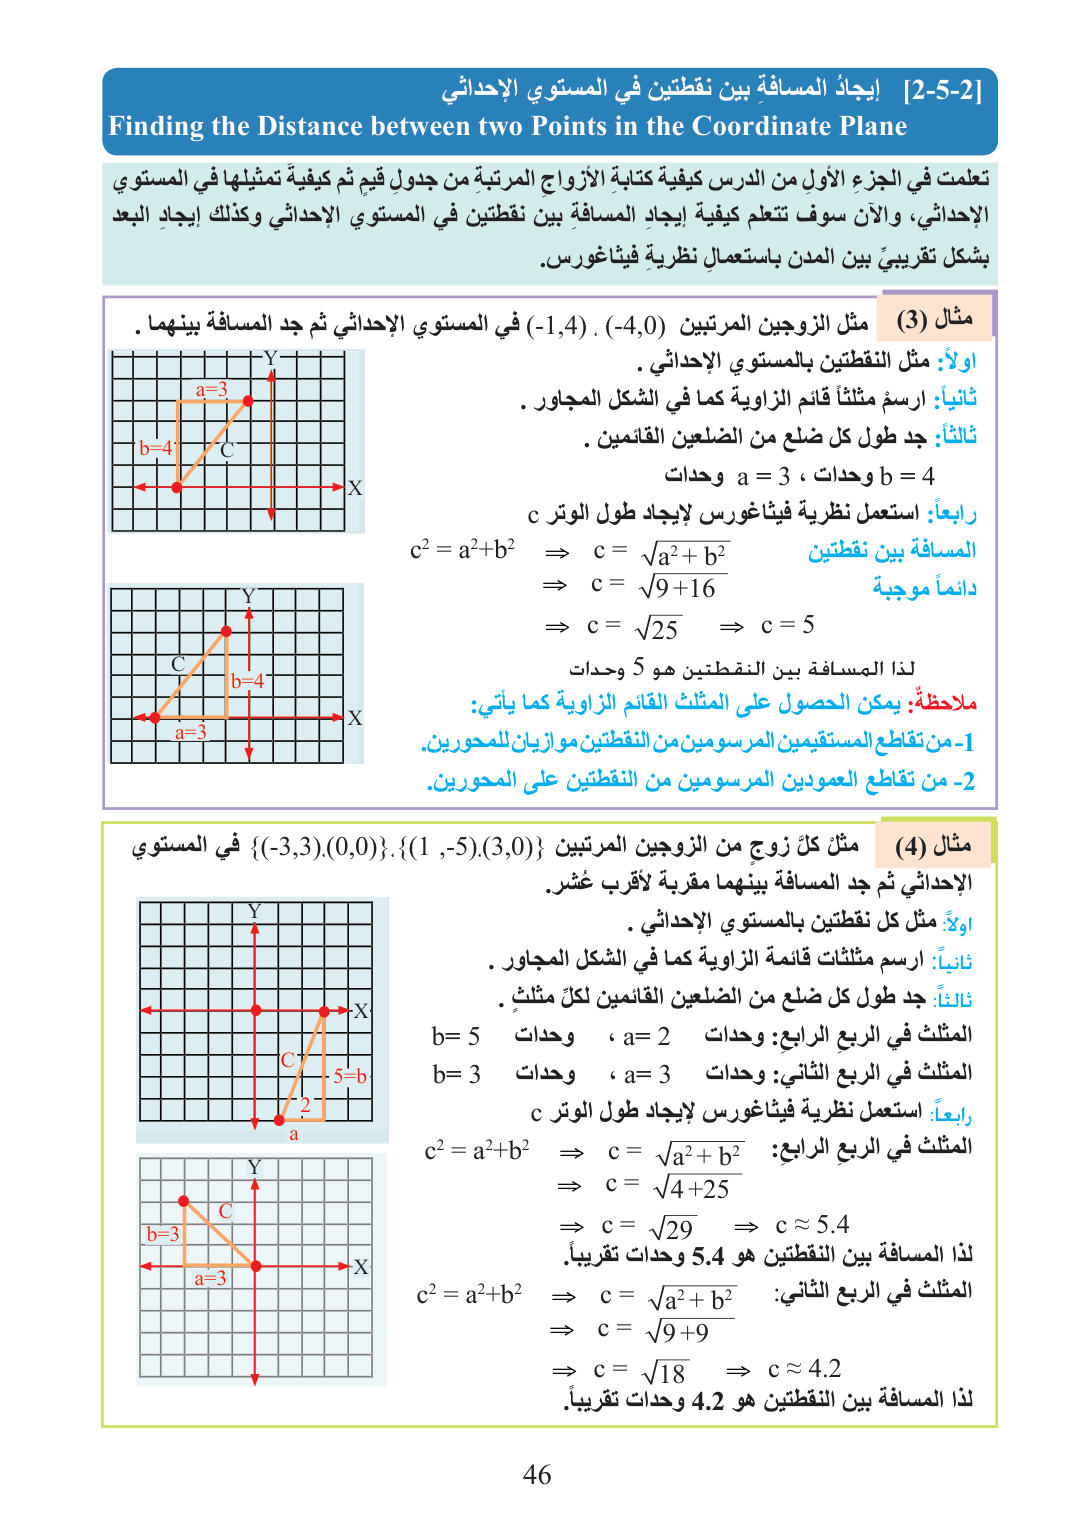 [2-5-2] إيجادُ المسافةِ بين نقطتين في المستوي الإحداثي
Finding the Distance between two Points in the Coordinate Plane
تعلمت في الجزءِ الأولِ من الدرس كيفية كتابةِ الأزواجِ المرتبةِ من جدولِ قيمٍ ثم كيفيةَ تمثيلها في المستوي
الإحداثي، والآن سوف تتعلم كيفية إيجادِ المسافةِ بين نقطتين في المستوي الإحداثي وكذلك إيجادِ البعد
بشكل تقريبيِّ بين المدن باستعمالِ نظريةِ فيثاغورس.
مثال (3) مثل الزوجين المرتبين (-4,0) , (-1,4) في المستوي الإحداثي ثم جد المسافة بينهما .
اولاً: مثل النقطتين بالمستوي الإحداثي .
ثانياً: ارسمْ مثلثاً قائم الزاوية كما في الشكل المجاور .
ثالثاً: جد طول كل ضلع من الضلعين القائمين .
b = 4 وحدات ، a = 3 وحدات
رابعاً: استعمل نظرية فيثاغورس لإيجاد طول الوتر c
المسافة بين نقطتين c² = a²+b² ⇒ c = √a² + b²
دائماً موجبة ⇒ c = √9 +16
⇒ c = √25 ⇒ c = 5
لذا المسافة بين النقطتين هو 5 وحدات
ملاحظةٌ: يمكن الحصول على المثلث القائم الزاوية كما يأتي:
1- من تقاطع المستقيمين المرسومين من النقطتين موازيان للمحورين.
2- من تقاطع العمودين المرسومين من النقطتين على المحورين.
Y
a=3
b=4
C
X
Y
C
b=4
X
a=3
مثال (4) مثلْ كلَّ زوجٍ من الزوجين المرتبين {(3,0),(1 ,-5)},{(0,0),(-3,3)} في المستوي
الإحداثي ثم جد المسافة بينهما مقربة لأقرب عُشر.
اولاً: مثل كل نقطتين بالمستوي الإحداثي .
ثانياً: ارسم مثلثات قائمة الزاوية كما في الشكل المجاور .
ثالثاً: جد طول كل ضلع من الضلعين القائمين لكلِّ مثلثٍ .
المثلث في الربعِ الرابعِ: وحدات a= 2 ، وحدات b= 5
المثلث في الربعِ الثاني: وحدات a= 3 ، وحدات b= 3
رابعاً: استعمل نظرية فيثاغورس لإيجاد طول الوتر c
المثلث في الربعِ الرابعِ: c² = a²+b² ⇒ c = √a² + b²
⇒ c = √4 +25
⇒ c = √29 ⇒ c ≈ 5.4
لذا المسافة بين النقطتين هو 5.4 وحدات تقريباً.
المثلث في الربع الثاني: c² = a²+b² ⇒ c = √a² + b²
⇒ c = √9 +9
⇒ c = √18 ⇒ c ≈ 4.2
لذا المسافة بين النقطتين هو 4.2 وحدات تقريباً.
Y
X
C
5=b
2
a
Y
C
b=3
X
a=3
46